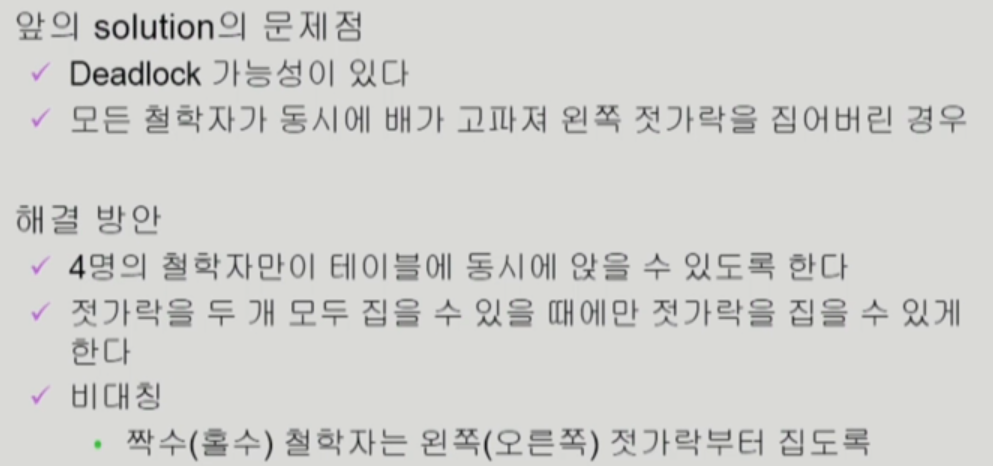 앞의 solution의 문제점
✓ Deadlock 가능성이 있다
✓ 모든 철학자가 동시에 배가 고파져 왼쪽 젓가락을 집어버린 경우
해결 방안
✓ 4명의 철학자만이 테이블에 동시에 앉을 수 있도록 한다
✓ 젓가락을 두 개 모두 집을 수 있을 때에만 젓가락을 집을 수 있게
한다
✓ 비대칭
• 짝수(홀수) 철학자는 왼쪽(오른쪽) 젓가락부터 집도록